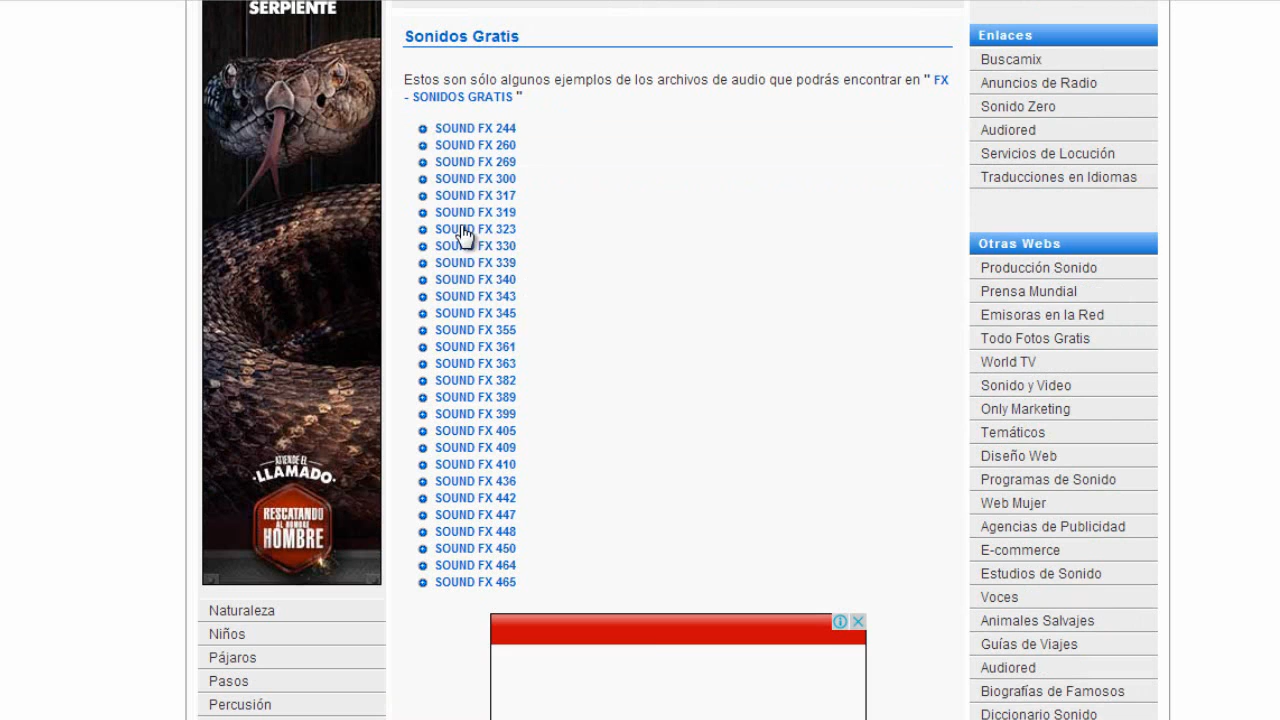 SERPIENTE
ATIENDE EL
LLAMADO
RESCATANDO
AL HOMBRE
HOMBRE
Naturaleza
Niños
Pájaros
Pasos
Percusión
Sonidos Gratis
Estos son sólo algunos ejemplos de los archivos de audio que podrás encontrar en " FX
- SONIDOS GRATIS "
SOUND FX 244
SOUND FX 260
SOUND FX 269
SOUND FX 300
SOUND FX 317
SOUND FX 319
SOUND FX 323
SOUND FX 330
SOUND FX 339
SOUND FX 340
SOUND FX 343
SOUND FX 345
SOUND FX 355
SOUND FX 361
SOUND FX 363
SOUND FX 382
SOUND FX 389
SOUND FX 399
SOUND FX 405
SOUND FX 409
SOUND FX 410
SOUND FX 436
SOUND FX 442
SOUND FX 447
SOUND FX 448
SOUND FX 450
SOUND FX 464
SOUND FX 465
Enlaces
Buscamix
Anuncios de Radio
Sonido Zero
Audiored
Servicios de Locución
Traducciones en Idiomas
Otras Webs
Producción Sonido
Prensa Mundial
Emisoras en la Red
Todo Fotos Gratis
World TV
Sonido y Video
Only Marketing
Temáticos
Diseño Web
Programas de Sonido
Web Mujer
Agencias de Publicidad
E-commerce
Estudios de Sonido
Voces
Animales Salvajes
Guías de Viajes
Audiored
Biografías de Famosos
Diccionario Sonido